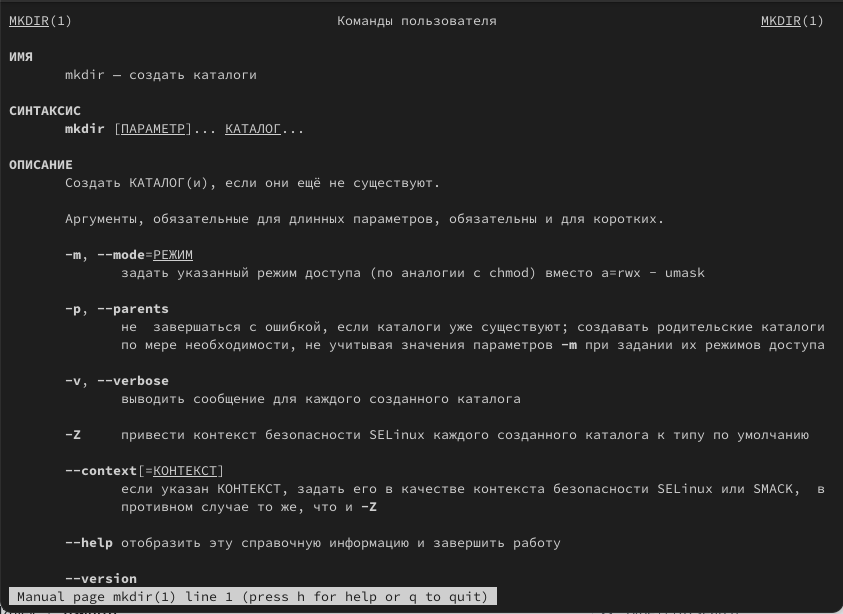 MKDIR(1) Команды пользователя MKDIR(1)
ИМЯ
mkdir — создать каталоги
СИНТАКСИС
mkdir [ПАРАМЕТР]... КАТАЛОГ...
ОПИСАНИЕ
Создать КАТАЛОГ(и), если они ещё не существуют.
Аргументы, обязательные для длинных параметров, обязательны и для коротких.
-m, --mode=РЕЖИМ
задать указанный режим доступа (по аналогии с chmod) вместо a=rwx - umask
-p, --parents
не завершаться с ошибкой, если каталоги уже существуют; создавать родительские каталоги
по мере необходимости, не учитывая значения параметров -m при задании их режимов доступа
-v, --verbose
выводить сообщение для каждого созданного каталога
-Z привести контекст безопасности SELinux каждого созданного каталога к типу по умолчанию
--context[=КОНТЕКСТ]
если указан КОНТЕКСТ, задать его в качестве контекста безопасности SELinux или SMACK, в
противном случае то же, что и -Z
--help отобразить эту справочную информацию и завершить работу
--version
Manual page mkdir(1) line 1 (press h for help or q to quit)